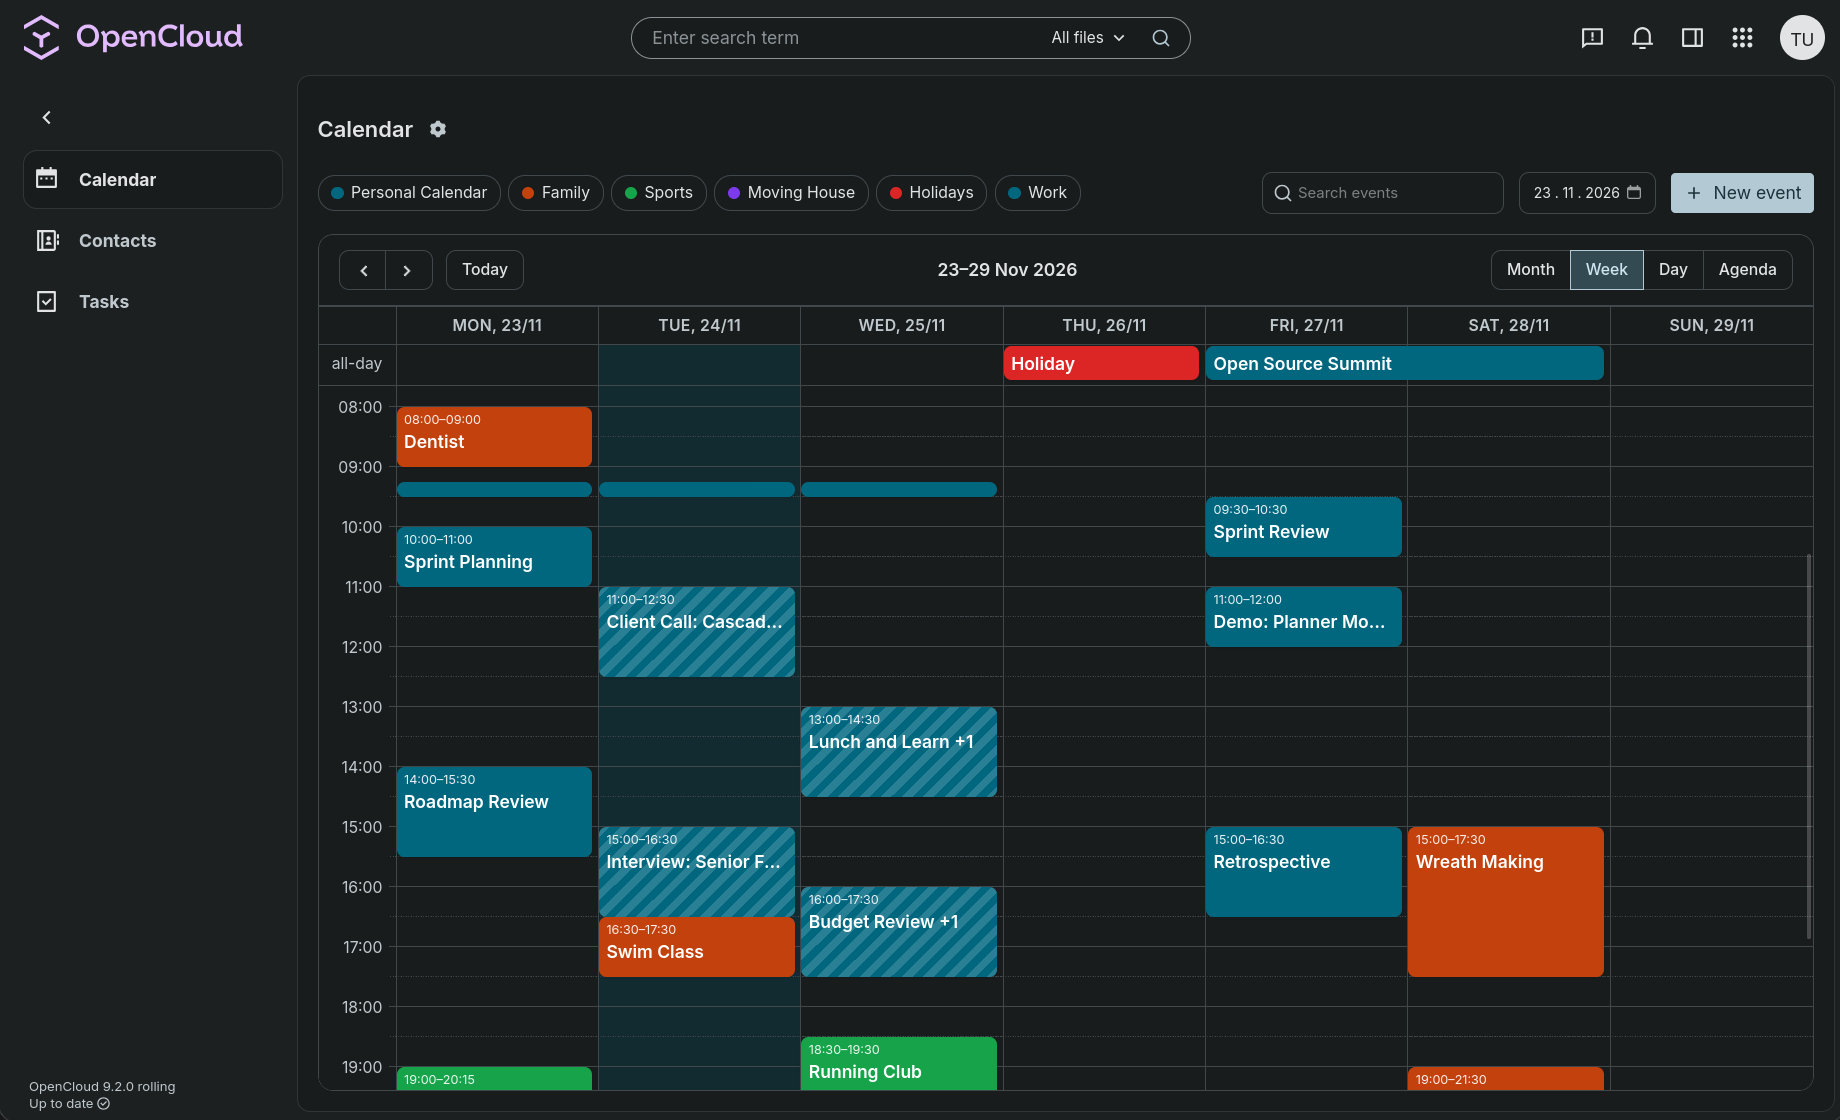 OpenCloud
Enter search term
All files
TU
Calendar
Contacts
Tasks
Calendar
Personal Calendar
Family
Sports
Moving House
Holidays
Work
Search events
23 . 11 . 2026
New event
Today
23–29 Nov 2026
Month
Week
Day
Agenda
MON, 23/11
TUE, 24/11
WED, 25/11
THU, 26/11
FRI, 27/11
SAT, 28/11
SUN, 29/11
all-day
Holiday
Open Source Summit
08:00
09:00
10:00
11:00
12:00
13:00
14:00
15:00
16:00
17:00
18:00
19:00
08:00–09:00
Dentist
10:00–11:00
Sprint Planning
14:00–15:30
Roadmap Review
19:00–20:15
11:00–12:30
Client Call: Cascad...
15:00–16:30
Interview: Senior F...
16:30–17:30
Swim Class
13:00–14:30
Lunch and Learn +1
16:00–17:30
Budget Review +1
18:30–19:30
Running Club
09:30–10:30
Sprint Review
11:00–12:00
Demo: Planner Mo...
15:00–16:30
Retrospective
15:00–17:30
Wreath Making
19:00–21:30
OpenCloud 9.2.0 rolling
Up to date